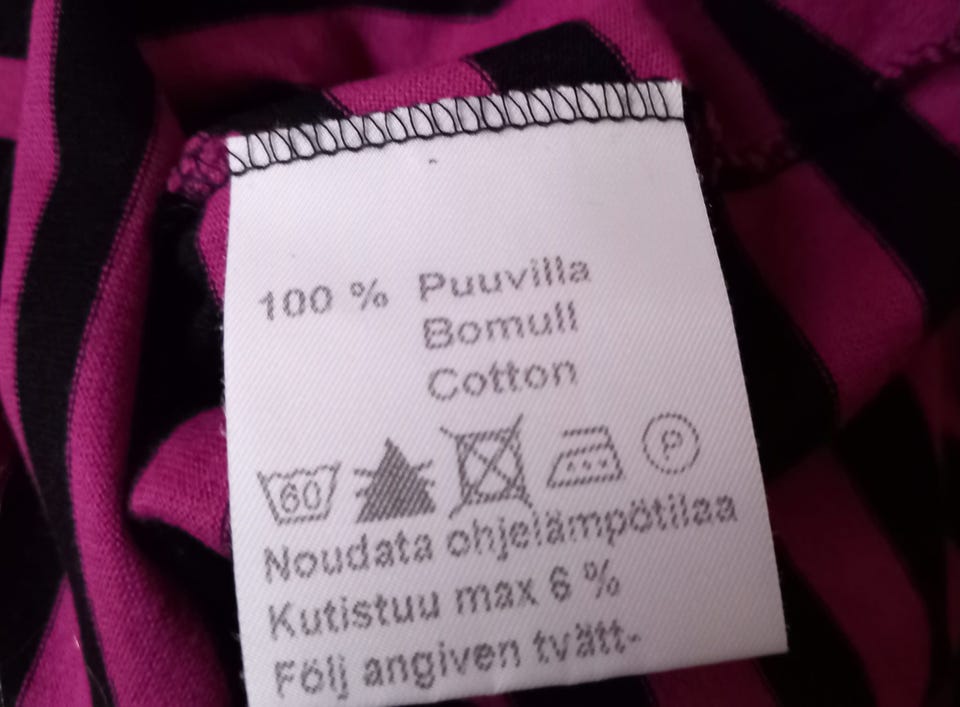 100 % Puuvilla
Bomull
Cotton
60 P
Noudata ohjelämpötilaa
Kutistuu max 6 %
Följ angiven tvätt-